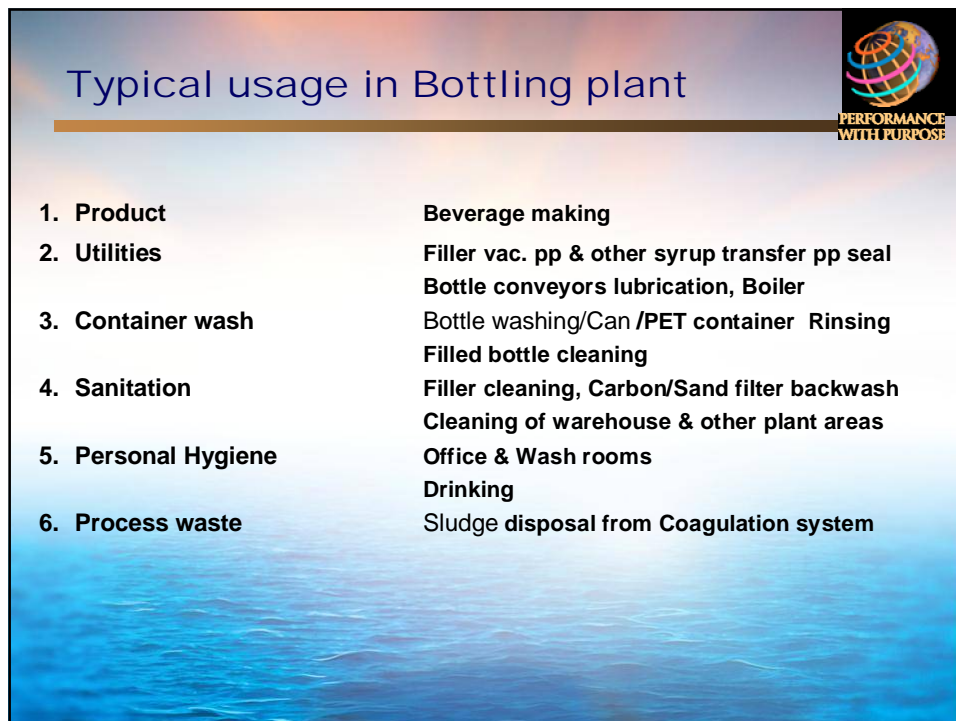 Typical usage in Bottling plant
PERFORMANCE
WITH PURPOSE
1. Product Beverage making
2. Utilities Filler vac. pp & other syrup transfer pp seal
Bottle conveyors lubrication, Boiler
3. Container wash Bottle washing/Can /PET container Rinsing
Filled bottle cleaning
4. Sanitation Filler cleaning, Carbon/Sand filter backwash
Cleaning of warehouse & other plant areas
5. Personal Hygiene Office & Wash rooms
Drinking
6. Process waste Sludge disposal from Coagulation system